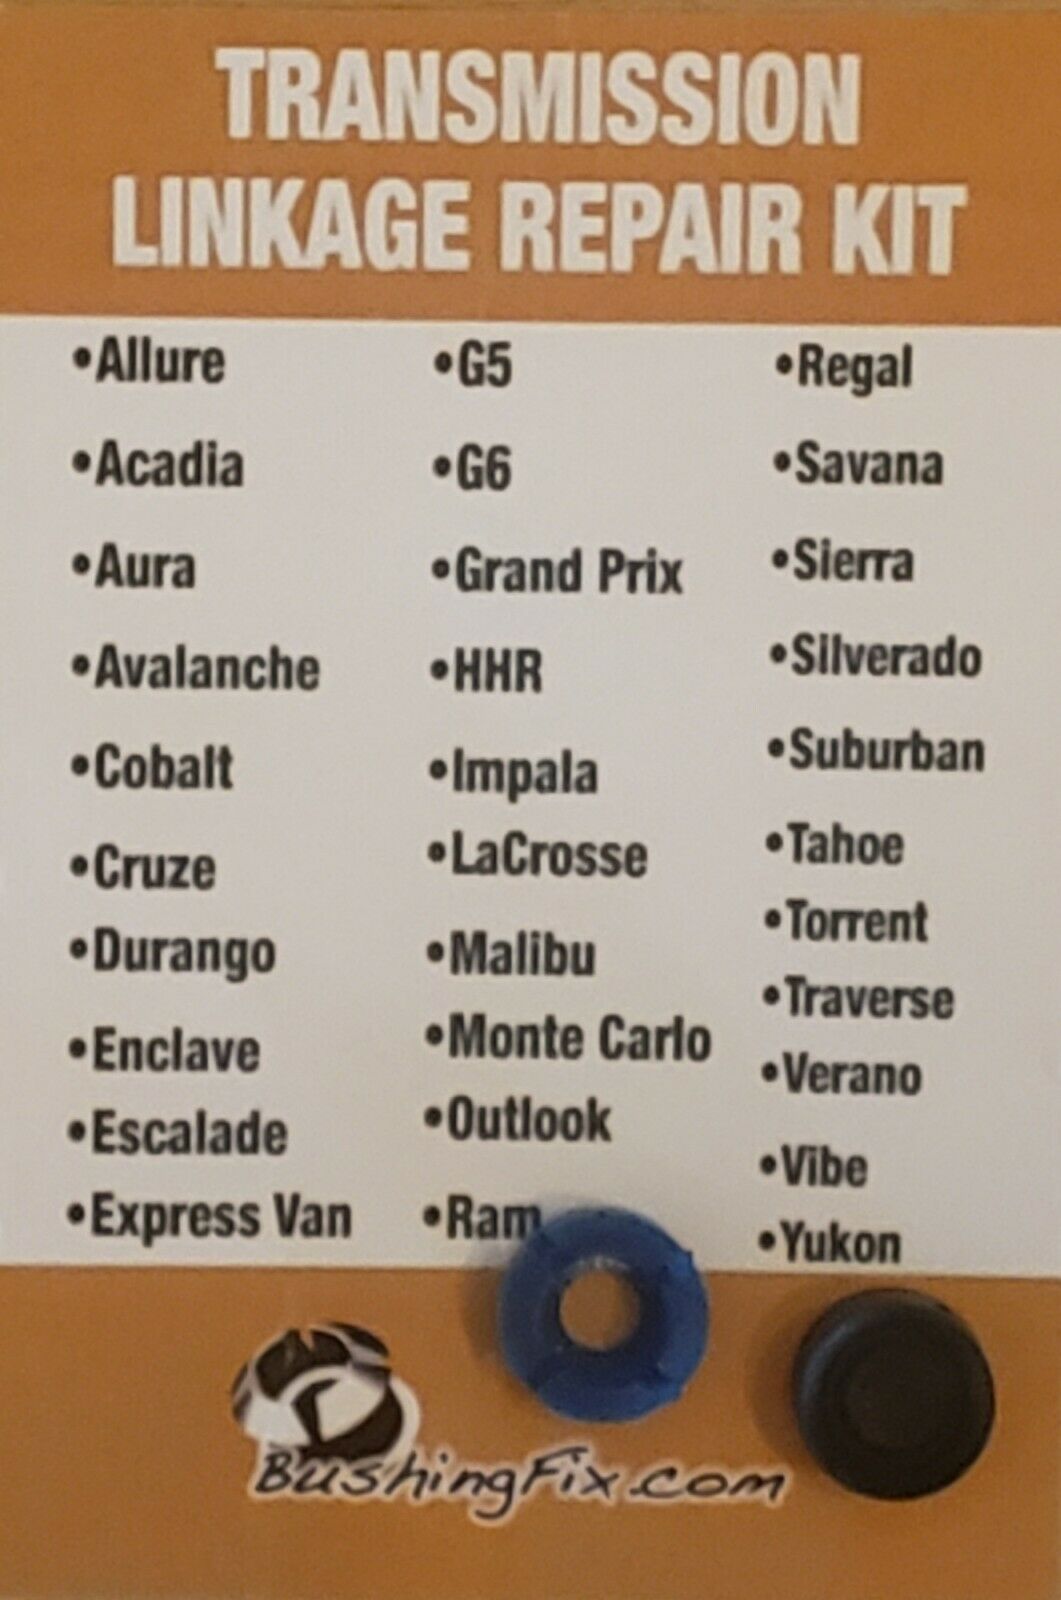 TRANSMISSION
LINKAGE REPAIR KIT
•Allure
•Acadia
•Aura
•Avalanche
•Cobalt
•Cruze
•Durango
•Enclave
•Escalade
•Express Van
•G5
•G6
•Grand Prix
•HHR
•Impala
•LaCrosse
•Malibu
•Monte Carlo
•Outlook
•Ram
•Regal
•Savana
•Sierra
•Silverado
•Suburban
•Tahoe
•Torrent
•Traverse
•Verano
•Vibe
•Yukon
BushingFix.com